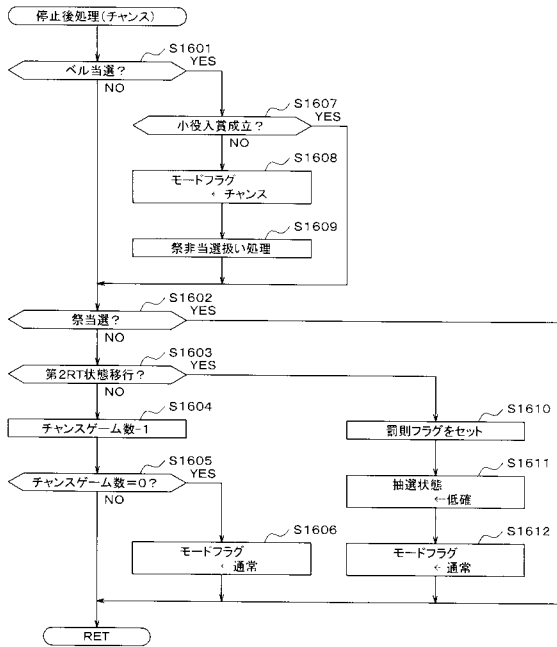 停止後処理(チャンス)
S1601
ベル当選？
YES
NO
S1607
小役入賞成立？
YES
NO
S1608
モードフラグ
← チャンス
S1609
祭非当選扱い処理
S1602
祭当選？
YES
NO
S1603
第2RT状態移行？
YES
NO
S1604
チャンスゲーム数-1
S1610
罰則フラグをセット
S1605
チャンスゲーム数=0？
YES
NO
S1611
抽選状態
←低確
S1606
モードフラグ
← 通常
S1612
モードフラグ
← 通常
RET